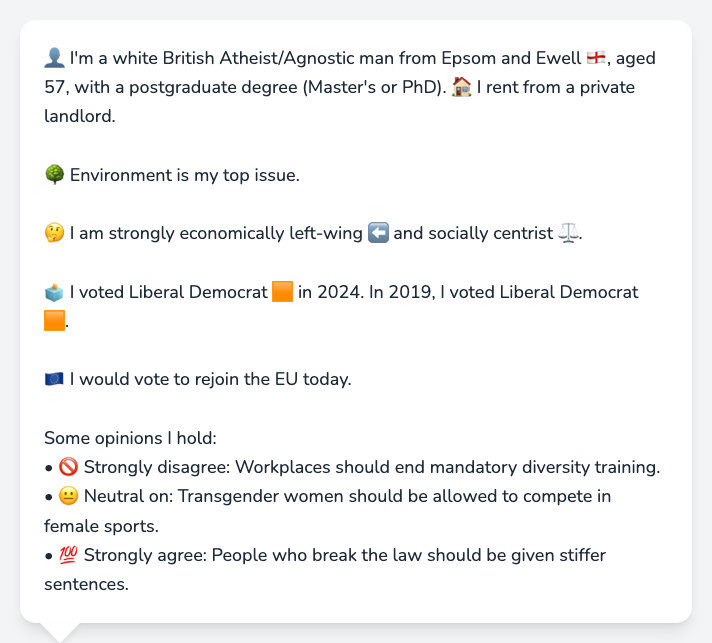 👤 I'm a white British Atheist/Agnostic man from Epsom and Ewell 🏴󠁧󠁢󠁥󠁮󠁧󠁿, aged
57, with a postgraduate degree (Master's or PhD). 🏠 I rent from a private
landlord.
🌳 Environment is my top issue.
🤔 I am strongly economically left-wing ⬅️ and socially centrist ⚖️.
🗳️ I voted Liberal Democrat 🟧 in 2024. In 2019, I voted Liberal Democrat
🟧.
🇪🇺 I would vote to rejoin the EU today.
Some opinions I hold:
• 🚫 Strongly disagree: Workplaces should end mandatory diversity training.
• 😐 Neutral on: Transgender women should be allowed to compete in
female sports.
• 💯 Strongly agree: People who break the law should be given stiffer
sentences.